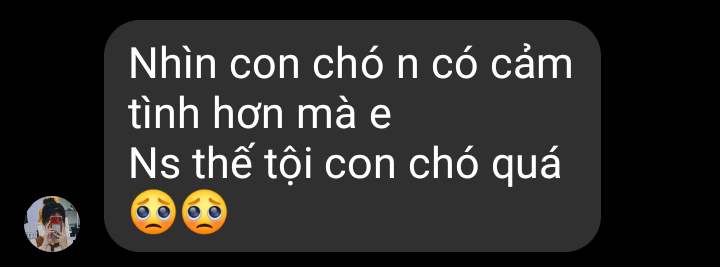 Nhìn con chó n có cảm
tình hơn mà e
Ns thế tội con chó quá
🥺🥺